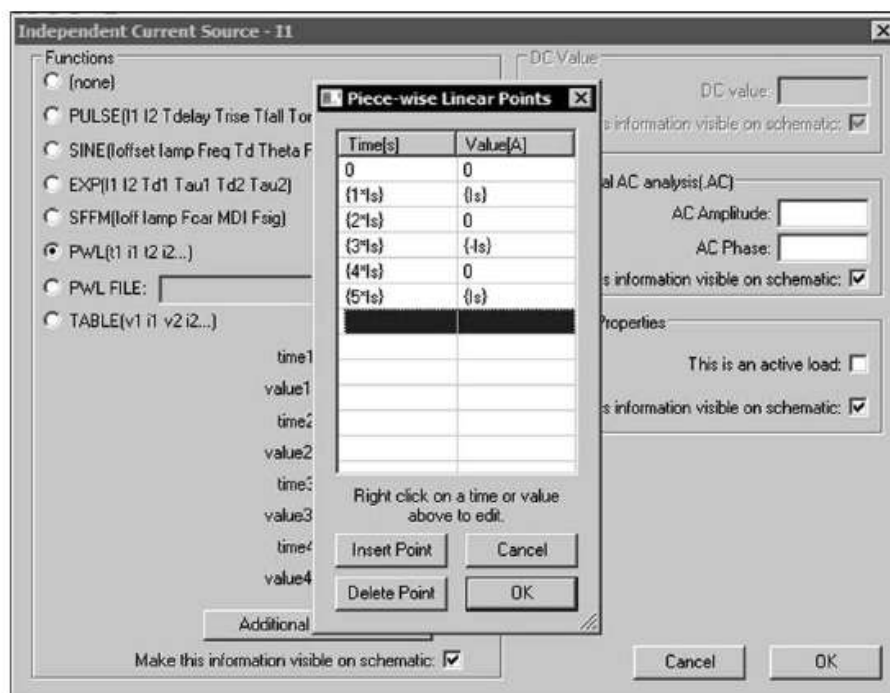 Independent Current Source - I1
Functions
(none)
PULSE(I1 I2 Tdelay Trise Tfall Ton
SINE(Ioffset Iamp Freq Td Theta F
EXP(I1 I2 Td1 Tau1 Td2 Tau2)
SFFM(Ioff Iamp Fcar MDI Fsig)
PWL(t1 i1 t2 i2...)
PWL FILE:
TABLE(v1 i1 v2 i2...)
time1
value1
time2
value2
time3
value3
time4
value4
Additional
Make this information visible on schematic:
Piece-wise Linear Points
Time[s] Value[A]
0 0
{1*Is} {Is}
{2*Is} 0
{3*Is} {-Is}
{4*Is} 0
{5*Is} {Is}
Right click on a time or value
above to edit.
Insert Point Cancel
Delete Point OK
DC Value
DC value:
s information visible on schematic:
al AC analysis(.AC)
AC Amplitude:
AC Phase:
s information visible on schematic:
Properties
This is an active load:
s information visible on schematic:
Cancel OK